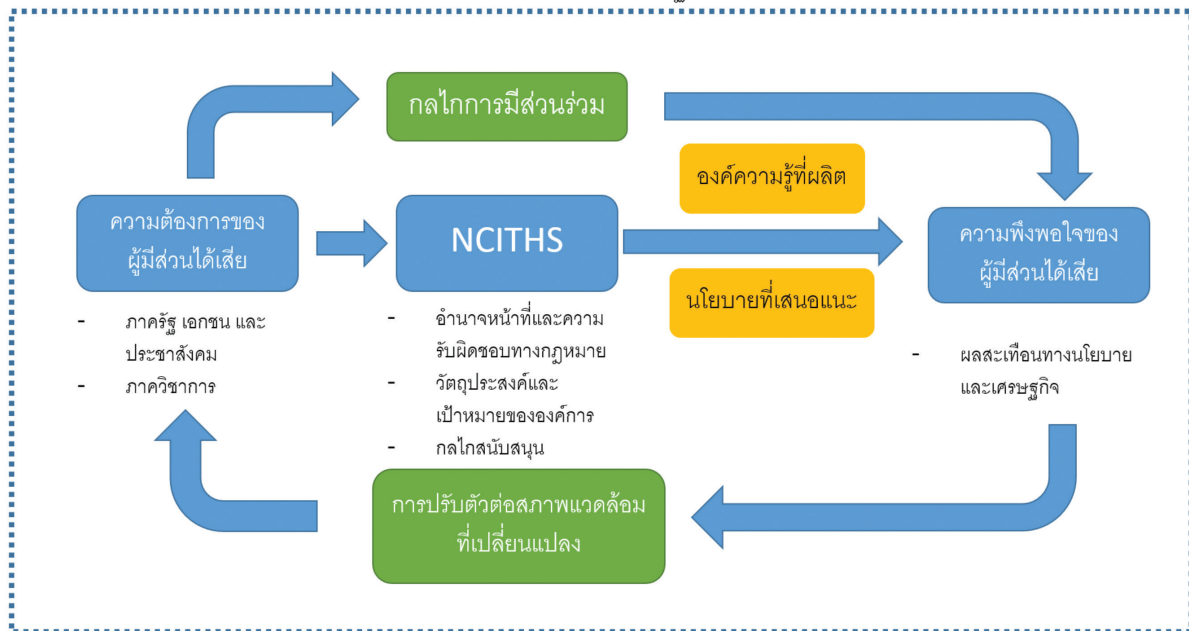 กลไกการมีส่วนร่วม
องค์ความรู้ที่ผลิต
ความต้องการของ
ผู้มีส่วนได้เสีย
NCITHS
ความพึงพอใจของ
ผู้มีส่วนได้เสีย
นโยบายที่เสนอแนะ
- ภาครัฐ เอกชน และ
ประชาสังคม
- ภาควิชาการ
- อำนาจหน้าที่และความ
รับผิดชอบทางกฎหมาย
- วัตถุประสงค์และ
เป้าหมายขององค์การ
- กลไกสนับสนุน
- ผลสะเทือนทางนโยบาย
และเศรษฐกิจ
การปรับตัวต่อสภาพแวดล้อม
ที่เปลี่ยนแปลง